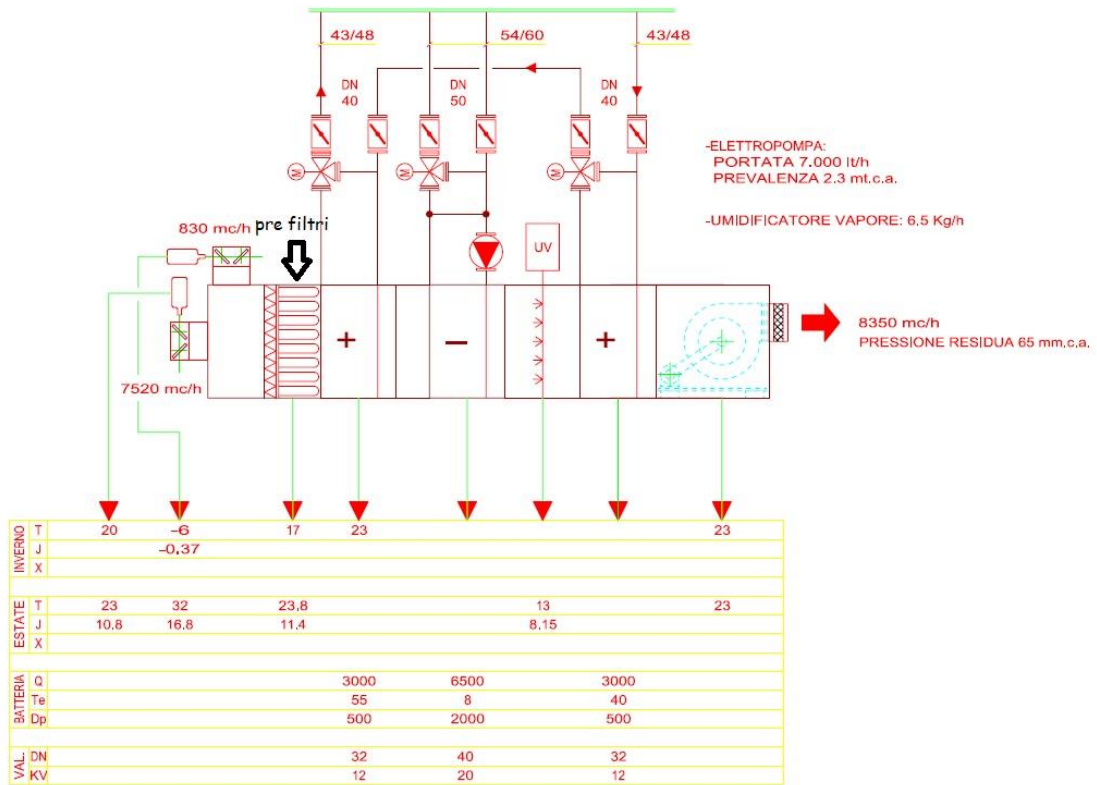 43/48
54/60
43/48
DN
40
DN
50
DN
40
M
M
M
-ELETTROPOMPA:
PORTATA 7.000 lt/h
PREVALENZA 2.3 mt.c.a.
-UMIDIFICATORE VAPORE: 6,5 Kg/h
830 mc/h
pre filtri
UV
+
−
+
8350 mc/h
PRESSIONE RESIDUA 65 mm.c.a.
7520 mc/h
INVERNO
T 20 -6 17 23 23
J -0,37
X
ESTATE
T 23 32 23,8 13 23
J 10,8 16,8 11,4 8,15
X
BATTERIA
Q 3000 6500 3000
Te 55 8 40
Dp 500 2000 500
VAL.
DN 32 40 32
KV 12 20 12